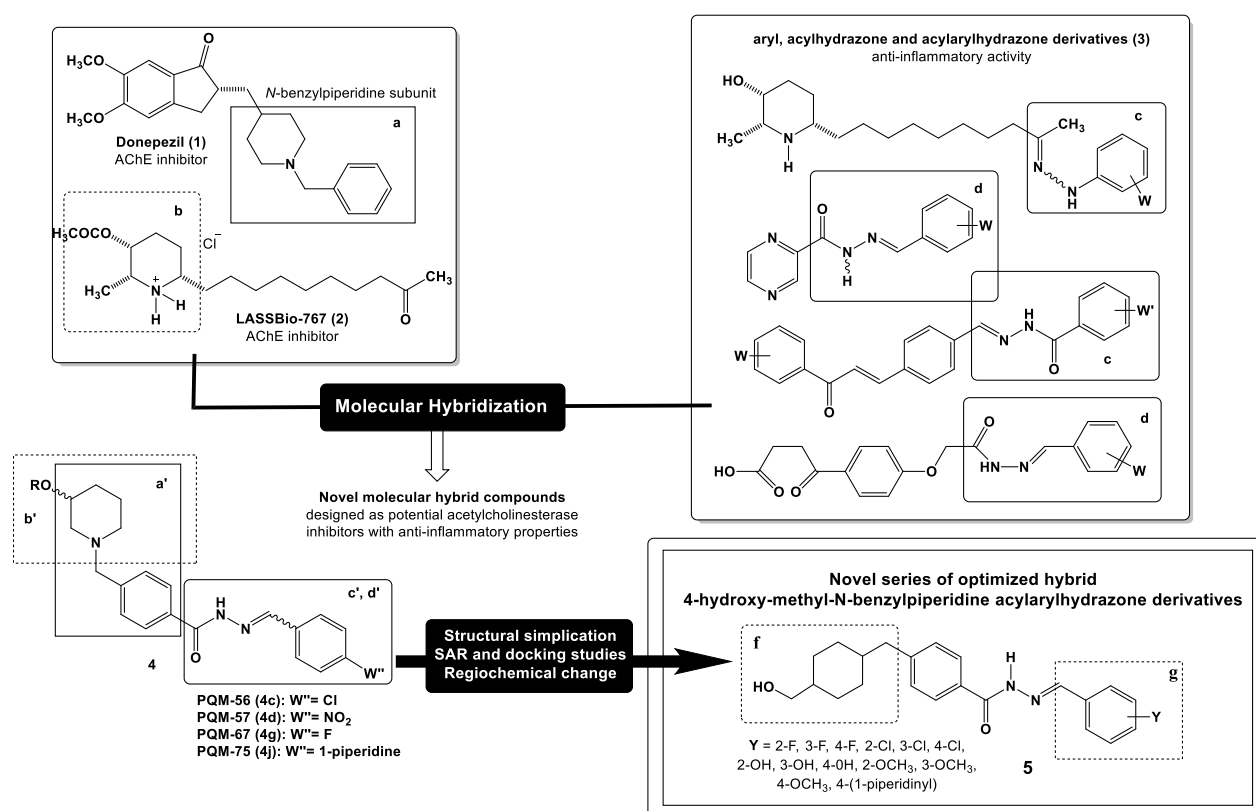 O
H₃CO
H₃CO
N-benzylpiperidine subunit
Donepezil (1)
AChE inhibitor
a
N
b
H₃COCO
Cl⁻
H₃C
N
+
H
H
CH₃
O
LASSBio-767 (2)
AChE inhibitor
aryl, acylhydrazone and acylarylhydrazone derivatives (3)
anti-inflammatory activity
HO
H₃C
N
H
CH₃
c
N
N
H
W
d
O
N
N
N
H
N
W
W
O
N
H
N
O
W'
c
d
HO
O
O
O
O
HN
N
W
Molecular Hybridization
Novel molecular hybrid compounds
designed as potential acetylcholinesterase
inhibitors with anti-inflammatory properties
RO
a'
b'
N
c', d'
O
H
N
N
W"
4
PQM-56 (4c): W"= Cl
PQM-57 (4d): W"= NO₂
PQM-67 (4g): W"= F
PQM-75 (4j): W"= 1-piperidine
Structural simplication
SAR and docking studies
Regiochemical change
Novel series of optimized hybrid
4-hydroxy-methyl-N-benzylpiperidine acylarylhydrazone derivatives
f
HO
O
H
N
N
g
Y
Y = 2-F, 3-F, 4-F, 2-Cl, 3-Cl, 4-Cl,
2-OH, 3-OH, 4-0H, 2-OCH₃, 3-OCH₃,
4-OCH₃, 4-(1-piperidinyl)
5